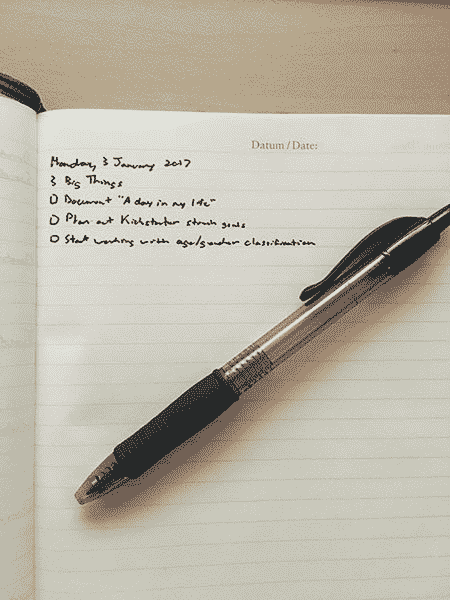 Datum / Date:
Monday, 3 January 2017
3 Big Things
O Document "A day in my life"
O Plan out Kickstarter stretch goals
O Start working with age/gender classification